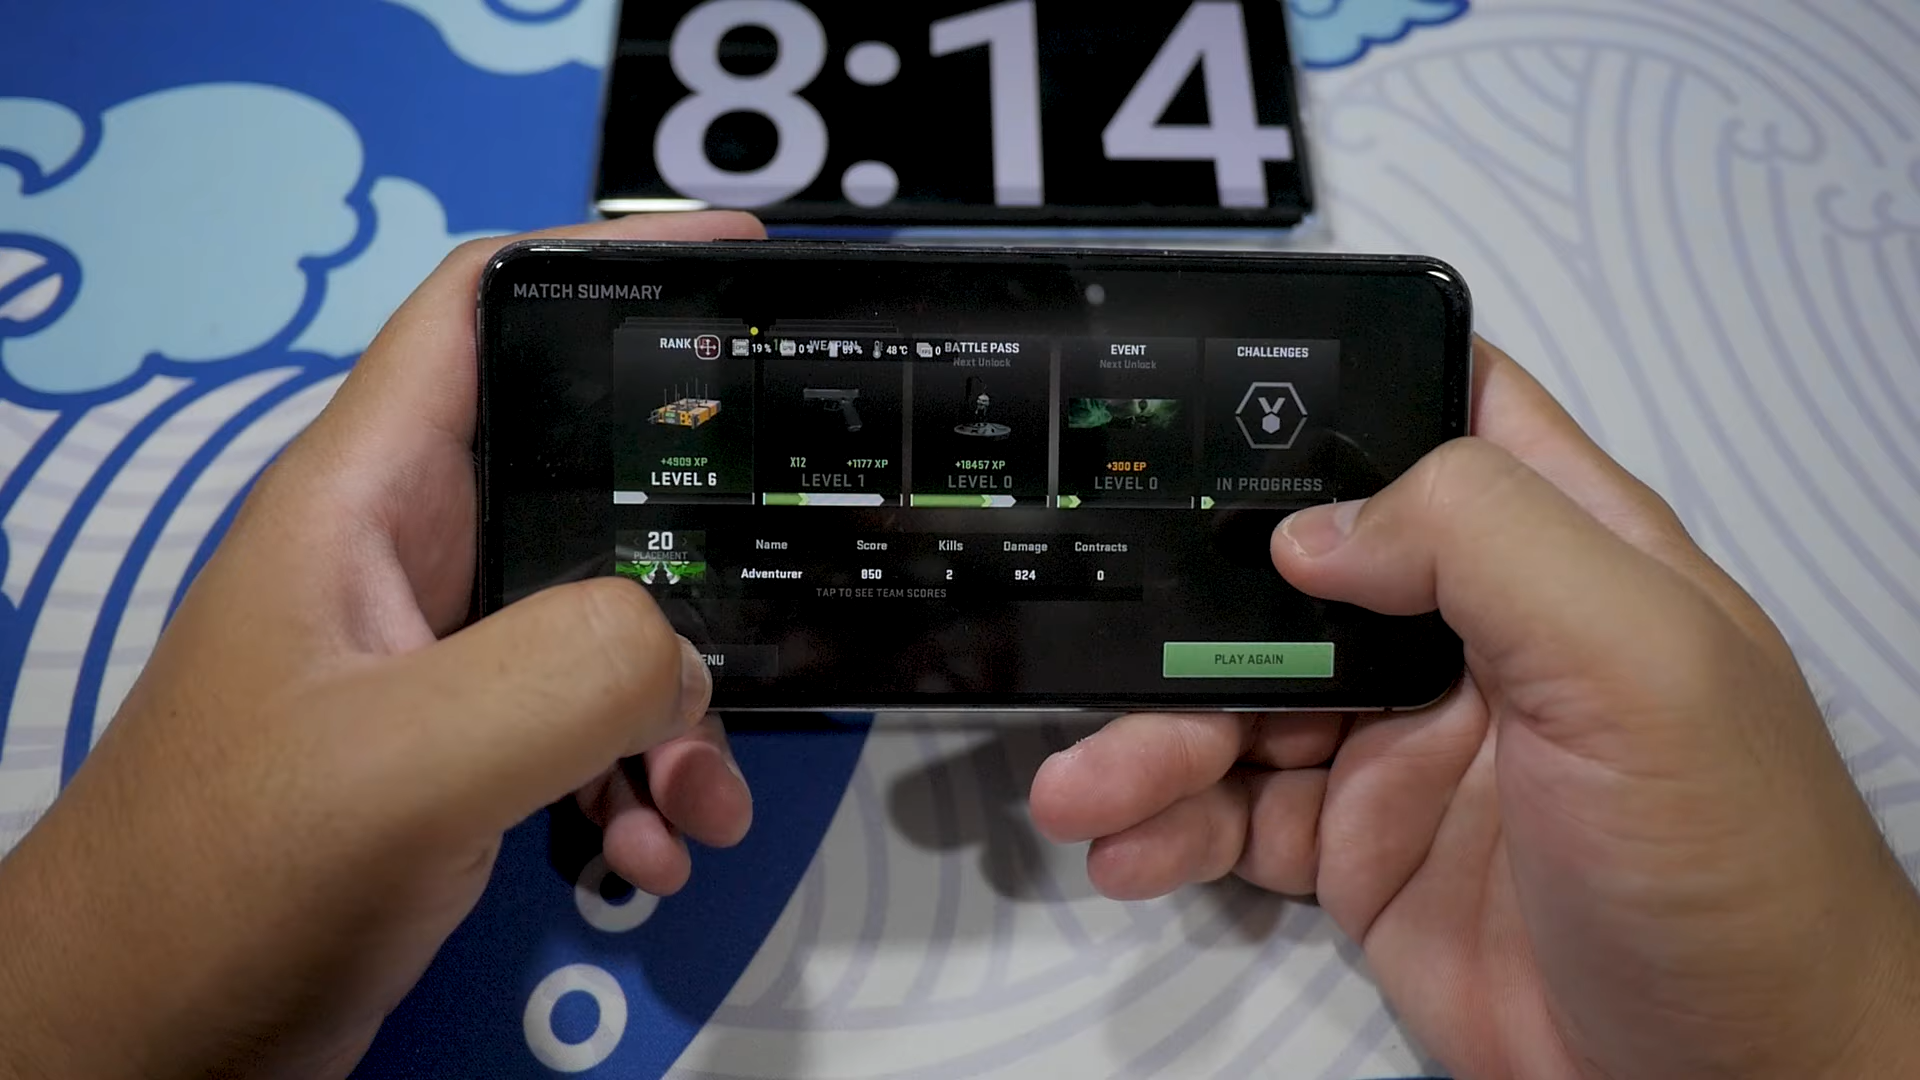 8:14
MATCH SUMMARY
RANK
WEAPON
BATTLE PASS
Next Unlock
EVENT
Next Unlock
CHALLENGES
19 %
0 %
89%
48 °C
0
+4909 XP
LEVEL 6
X12 +1177 XP
LEVEL 1
+18457 XP
LEVEL 0
+300 EP
LEVEL 0
IN PROGRESS
20
PLACEMENT
Name Score Kills Damage Contracts
Adventurer 850 2 924 0
TAP TO SEE TEAM SCORES
PLAY AGAIN